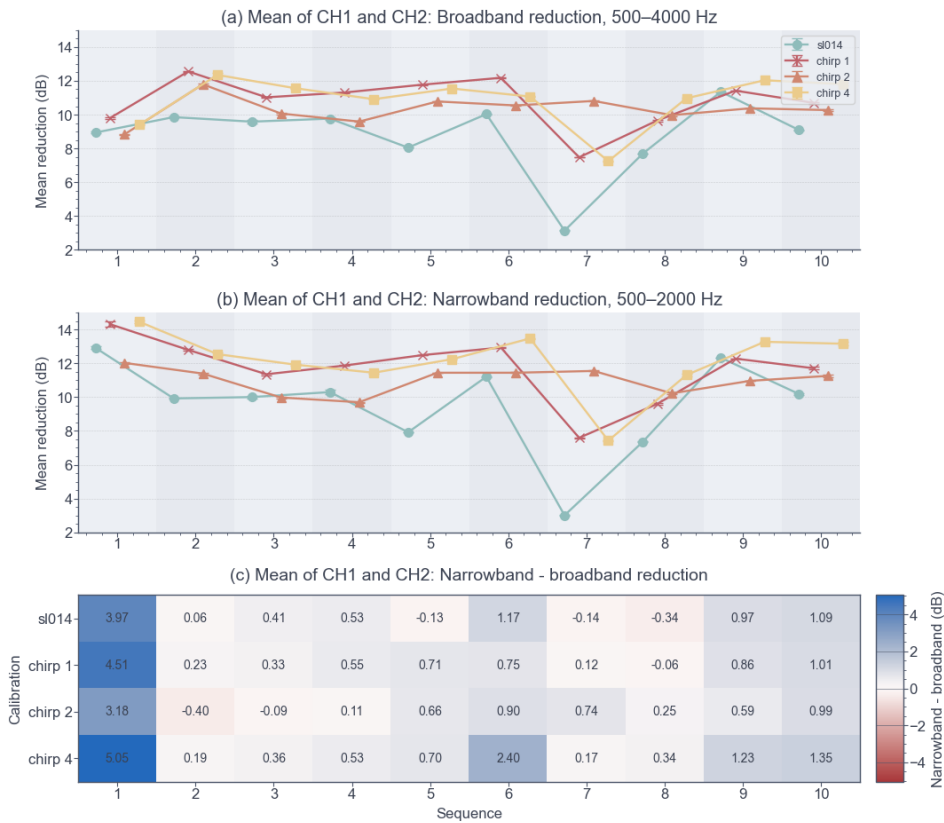 (a) Mean of CH1 and CH2: Broadband reduction, 500–4000 Hz
Mean reduction (dB)
14
12
10
8
6
4
2
sl014
chirp 1
chirp 2
chirp 4
1 2 3 4 5 6 7 8 9 10
(b) Mean of CH1 and CH2: Narrowband reduction, 500–2000 Hz
Mean reduction (dB)
14
12
10
8
6
4
2
1 2 3 4 5 6 7 8 9 10
(c) Mean of CH1 and CH2: Narrowband - broadband reduction
Calibration
sl014 3.97 0.06 0.41 0.53 -0.13 1.17 -0.14 -0.34 0.97 1.09
chirp 1 4.51 0.23 0.33 0.55 0.71 0.75 0.12 -0.06 0.86 1.01
chirp 2 3.18 -0.40 -0.09 0.11 0.66 0.90 0.74 0.25 0.59 0.99
chirp 4 5.05 0.19 0.36 0.53 0.70 2.40 0.17 0.34 1.23 1.35
1 2 3 4 5 6 7 8 9 10
Sequence
4
2
0
−2
−4
Narrowband - broadband (dB)